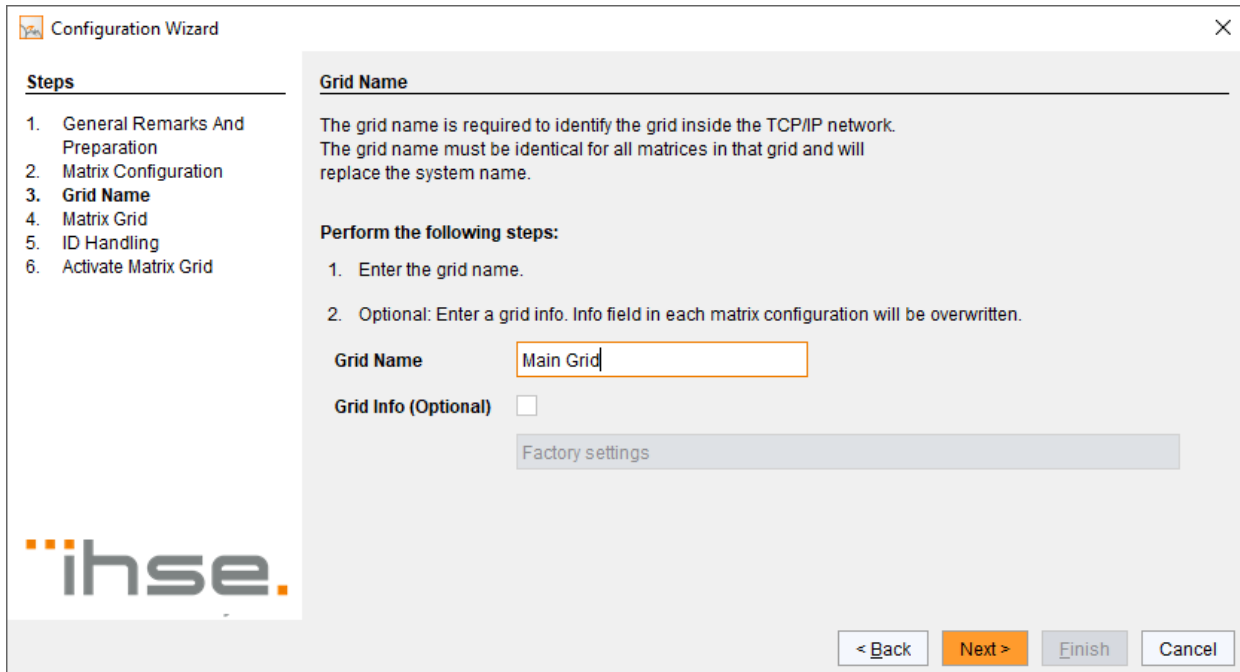 Configuration Wizard
Steps
1. General Remarks And
Preparation
2. Matrix Configuration
3. Grid Name
4. Matrix Grid
5. ID Handling
6. Activate Matrix Grid
Grid Name
The grid name is required to identify the grid inside the TCP/IP network.
The grid name must be identical for all matrices in that grid and will
replace the system name.
Perform the following steps:
1. Enter the grid name.
2. Optional: Enter a grid info. Info field in each matrix configuration will be overwritten.
Grid Name Main Grid
Grid Info (Optional)
Factory settings
ihse.
< Back Next > Finish Cancel